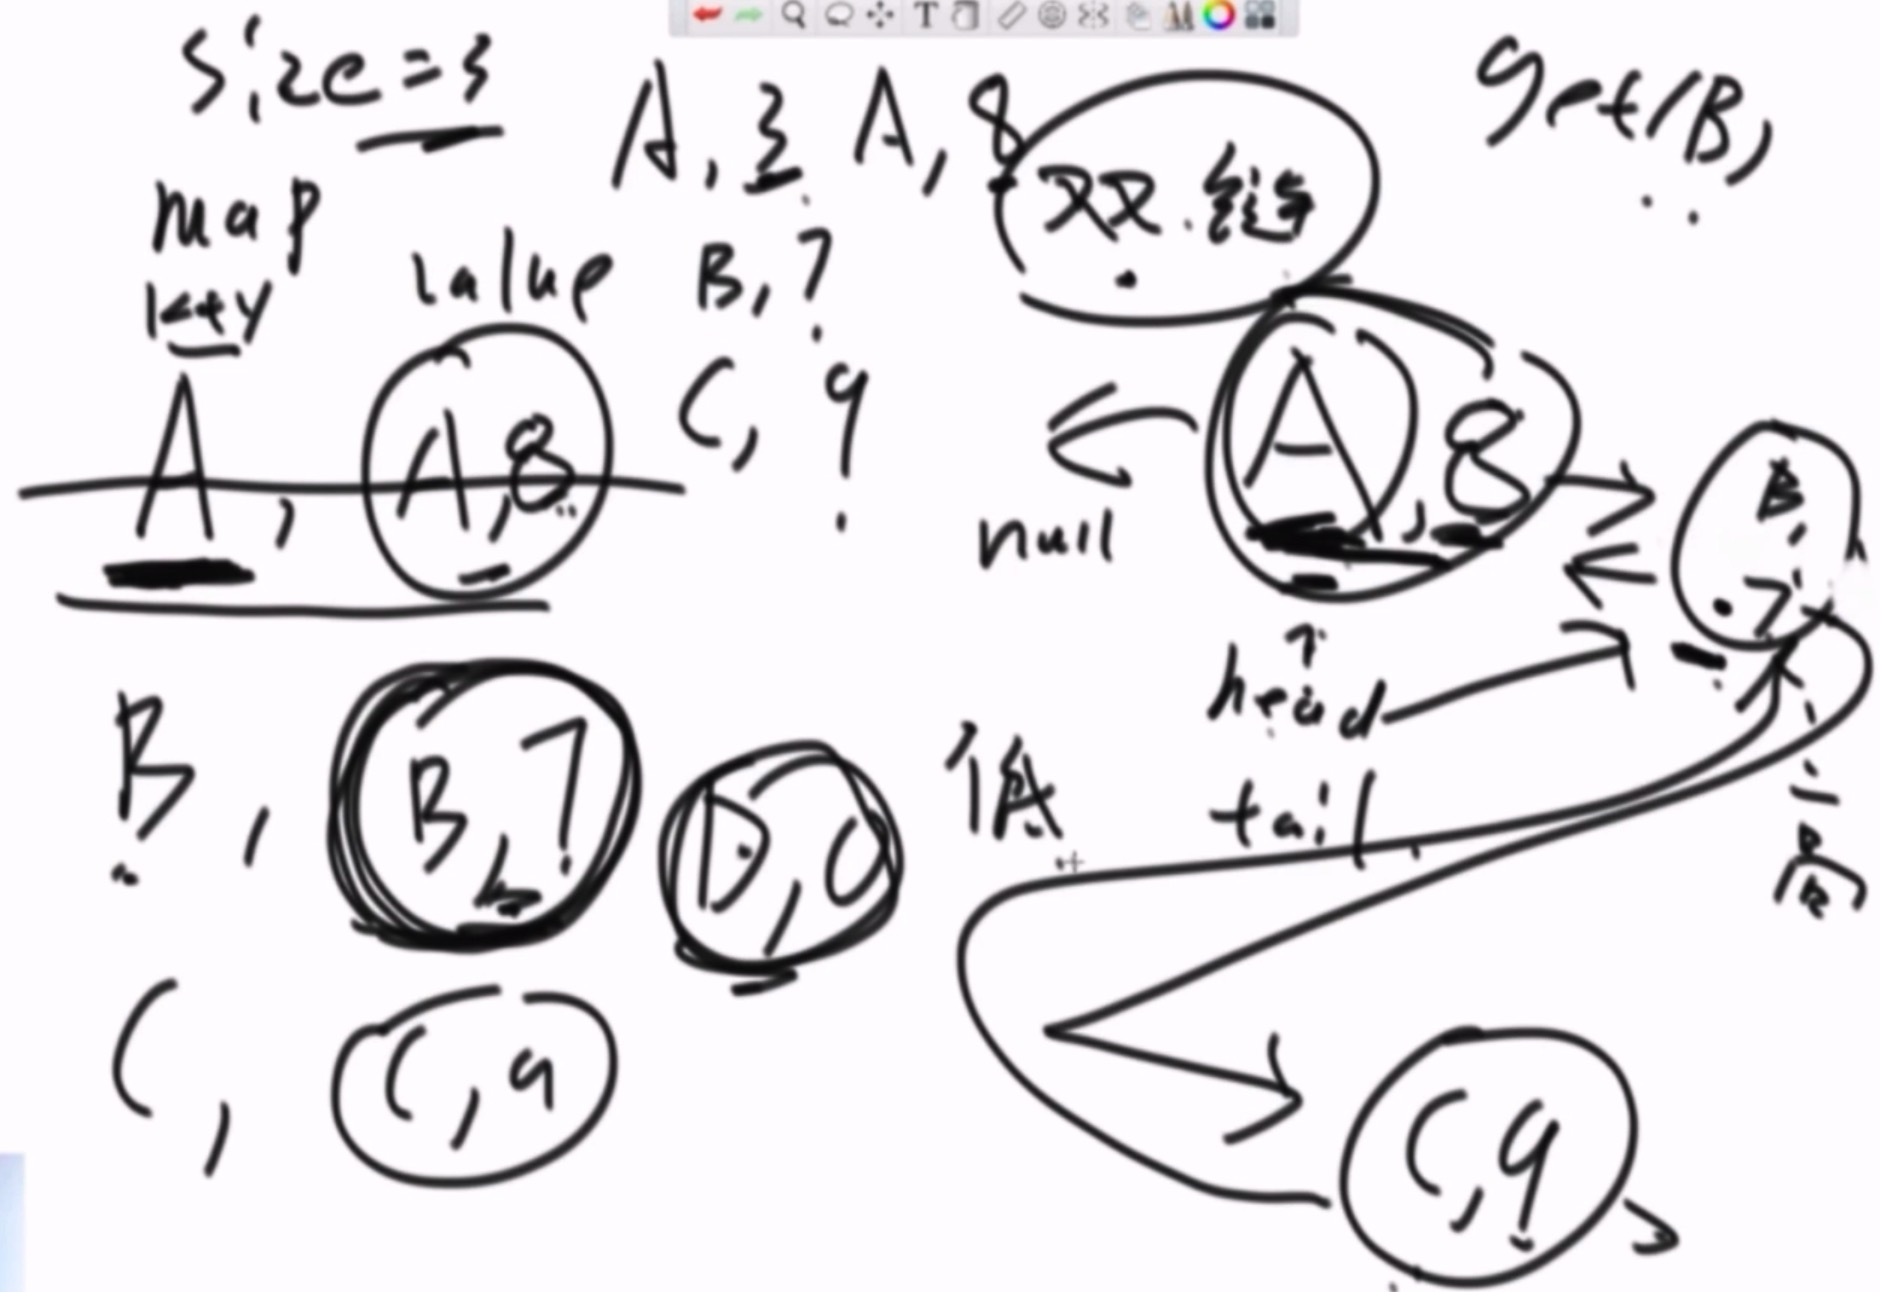 size=3
A,3 A,8
get(B)
map
双.链
key value B,7
C,9
A, A,8
A,8
B,7
null
head
B, B,7 D,0
低
tail
C, C,9
C,9